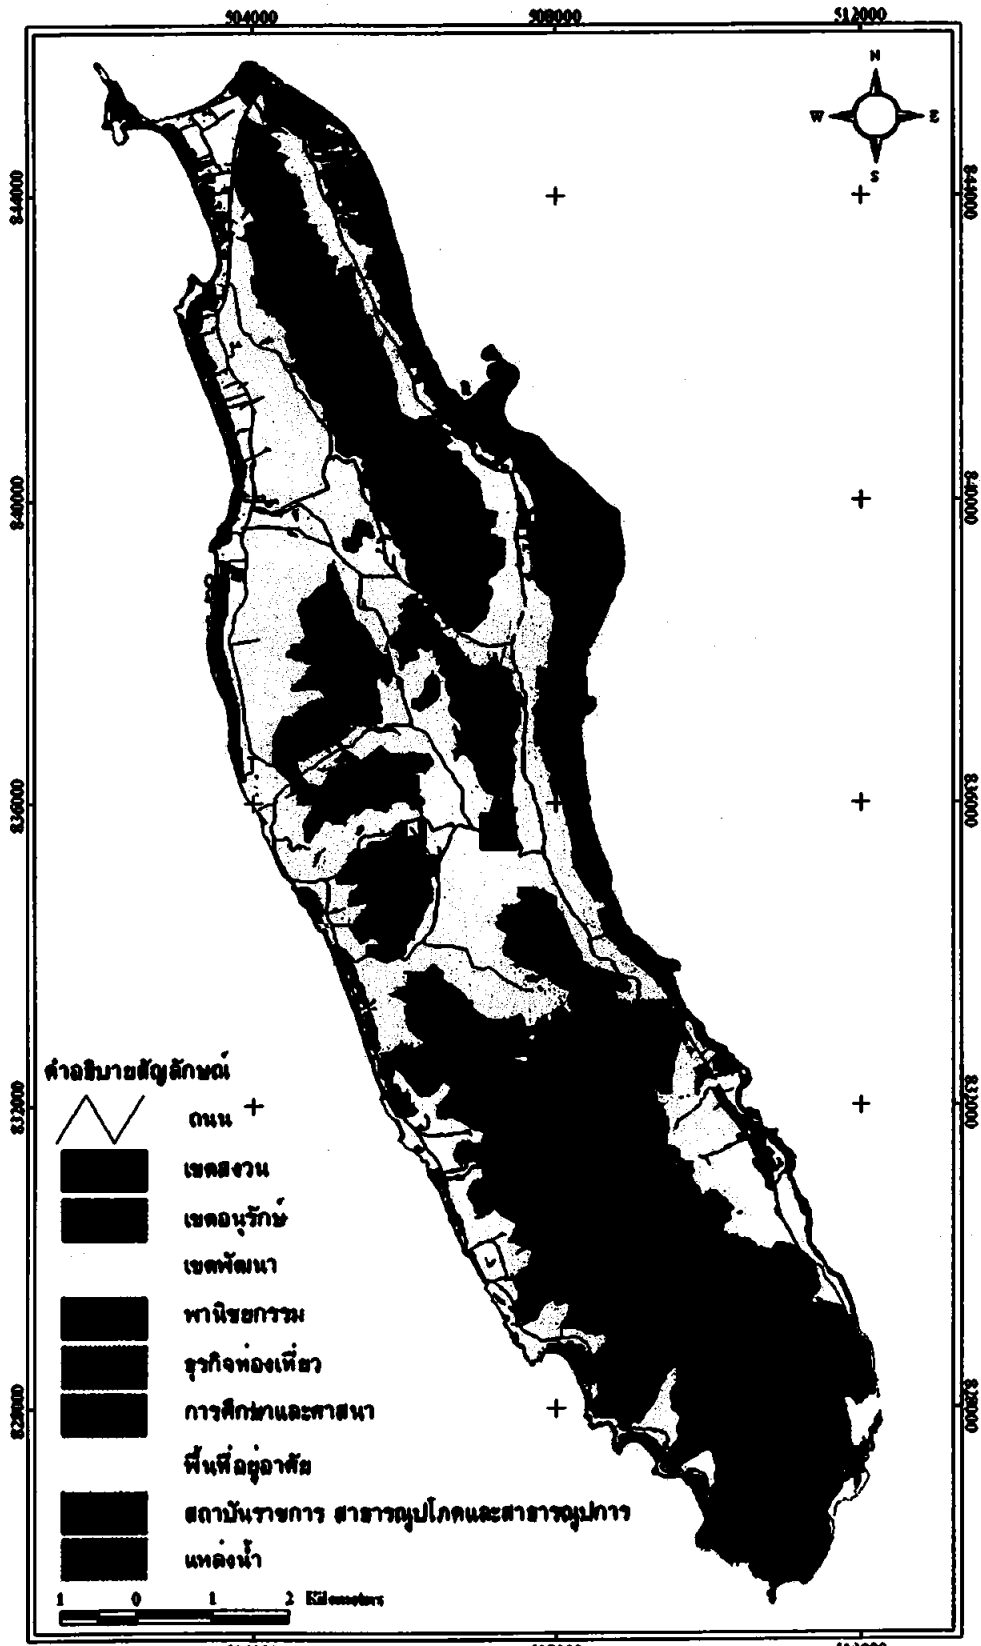 504000 508000 512000
N
W E
S
844000 844000
840000 840000
836000 836000
832000 832000
828000 828000
คำอธิบายสัญลักษณ์
ถนน
เขตสงวน
เขตอนุรักษ์
เขตพัฒนา
พานิชยกรรม
ธุรกิจท่องเที่ยว
การศึกษาและศาสนา
พื้นที่อยู่อาศัย
สถาบันราชการ สาธารณูปโภคและสาธารณูปการ
แหล่งน้ำ
1 0 1 2 Kilometers